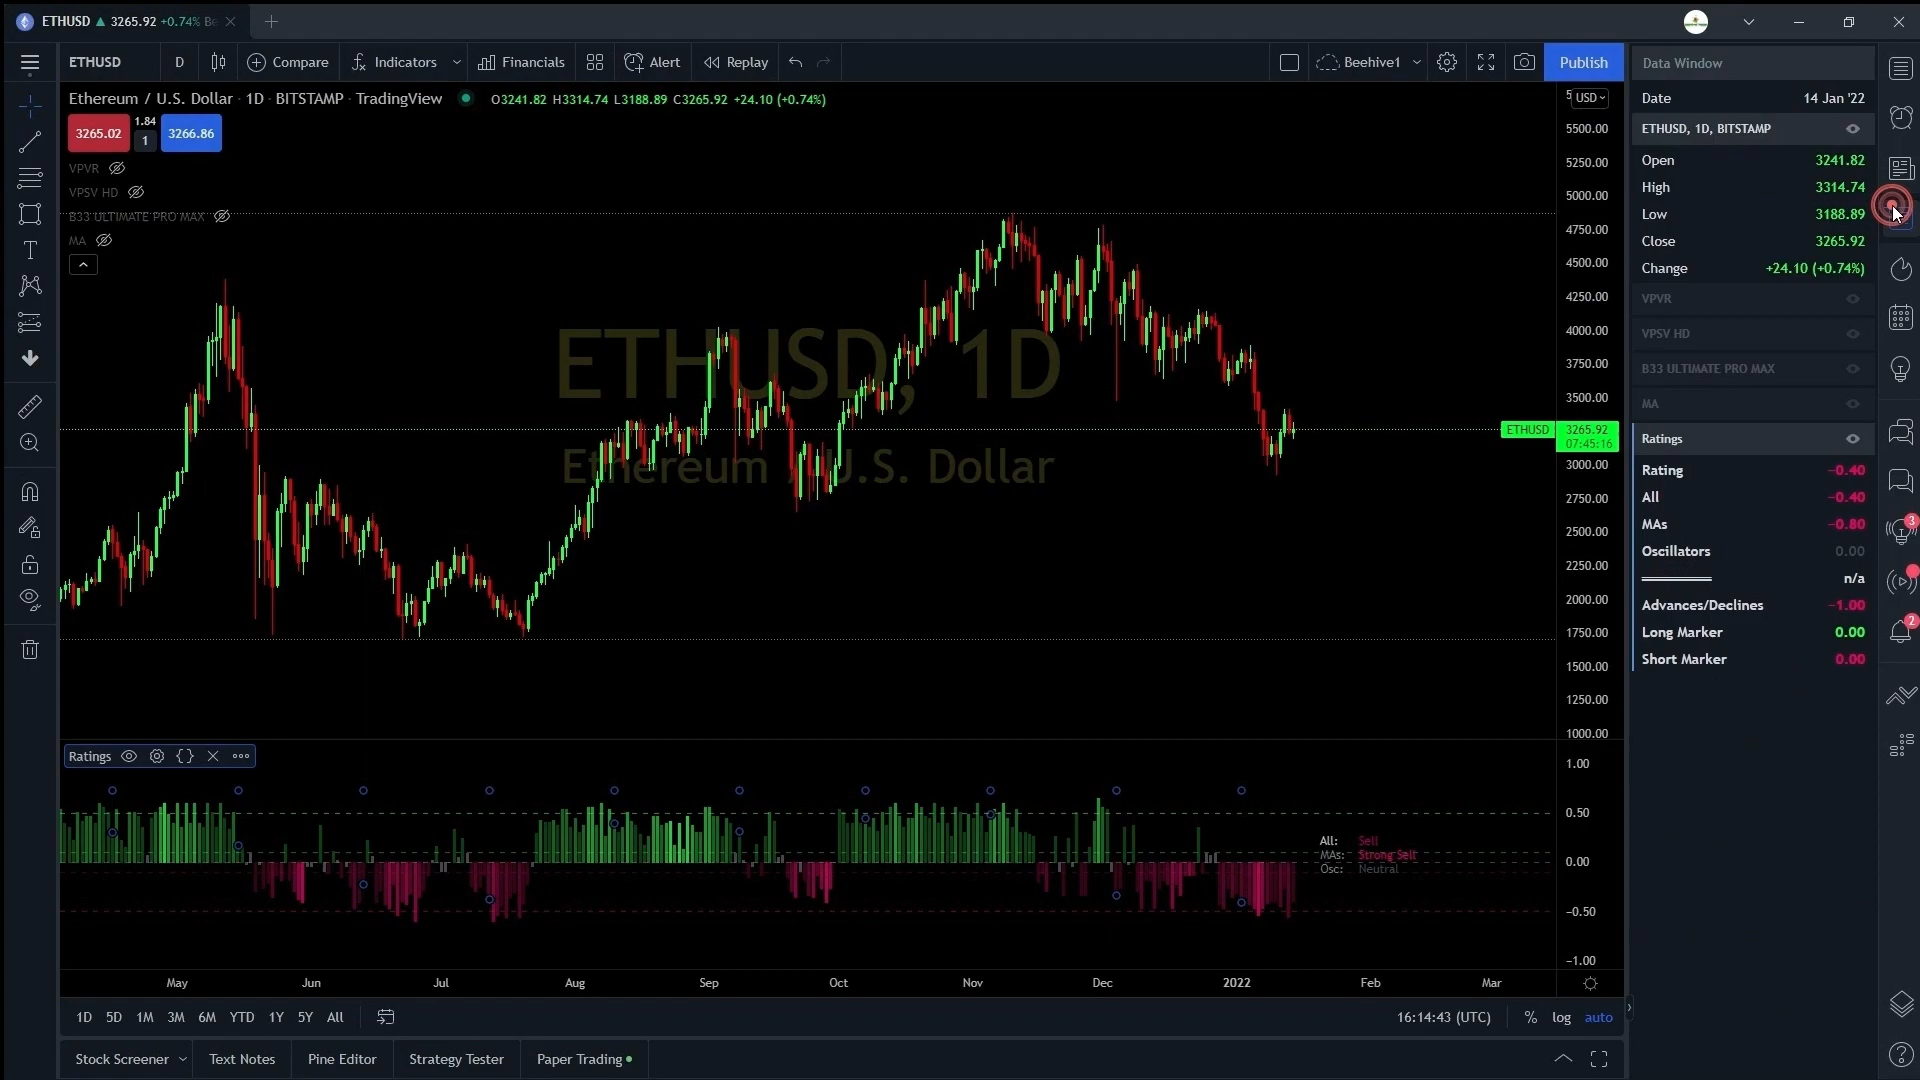 ETHUSD ▲ 3265.92 +0.74% Be
ETHUSD D Compare Indicators Financials Alert Replay Beehive1 Publish
Ethereum / U.S. Dollar · 1D · BITSTAMP · TradingView O3241.82 H3314.74 L3188.89 C3265.92 +24.10 (+0.74%)
3265.02 1.84 1 3266.86
VPVR
VPSV HD
B33 ULTIMATE PRO MAX
MA
ETHUSD, 1D
Ethereum / U.S. Dollar
USD
5500.00
5250.00
5000.00
4750.00
4500.00
4250.00
4000.00
3750.00
3500.00
ETHUSD 3265.92
07:45:16
3000.00
2750.00
2500.00
2250.00
2000.00
1750.00
1500.00
1250.00
1000.00
Ratings
1.00
0.50
0.00
−0.50
−1.00
All: Sell
MAs: Strong Sell
Osc: Neutral
May Jun Jul Aug Sep Oct Nov Dec 2022 Feb Mar
1D 5D 1M 3M 6M YTD 1Y 5Y All 16:14:43 (UTC) % log auto
Stock Screener Text Notes Pine Editor Strategy Tester Paper Trading
Data Window
Date 14 Jan '22
ETHUSD, 1D, BITSTAMP
Open 3241.82
High 3314.74
Low 3188.89
Close 3265.92
Change +24.10 (+0.74%)
VPVR
VPSV HD
B33 ULTIMATE PRO MAX
MA
Ratings
Rating −0.40
All −0.40
MAs −0.80
Oscillators 0.00
n/a
Advances/Declines −1.00
Long Marker 0.00
Short Marker 0.00
3
2